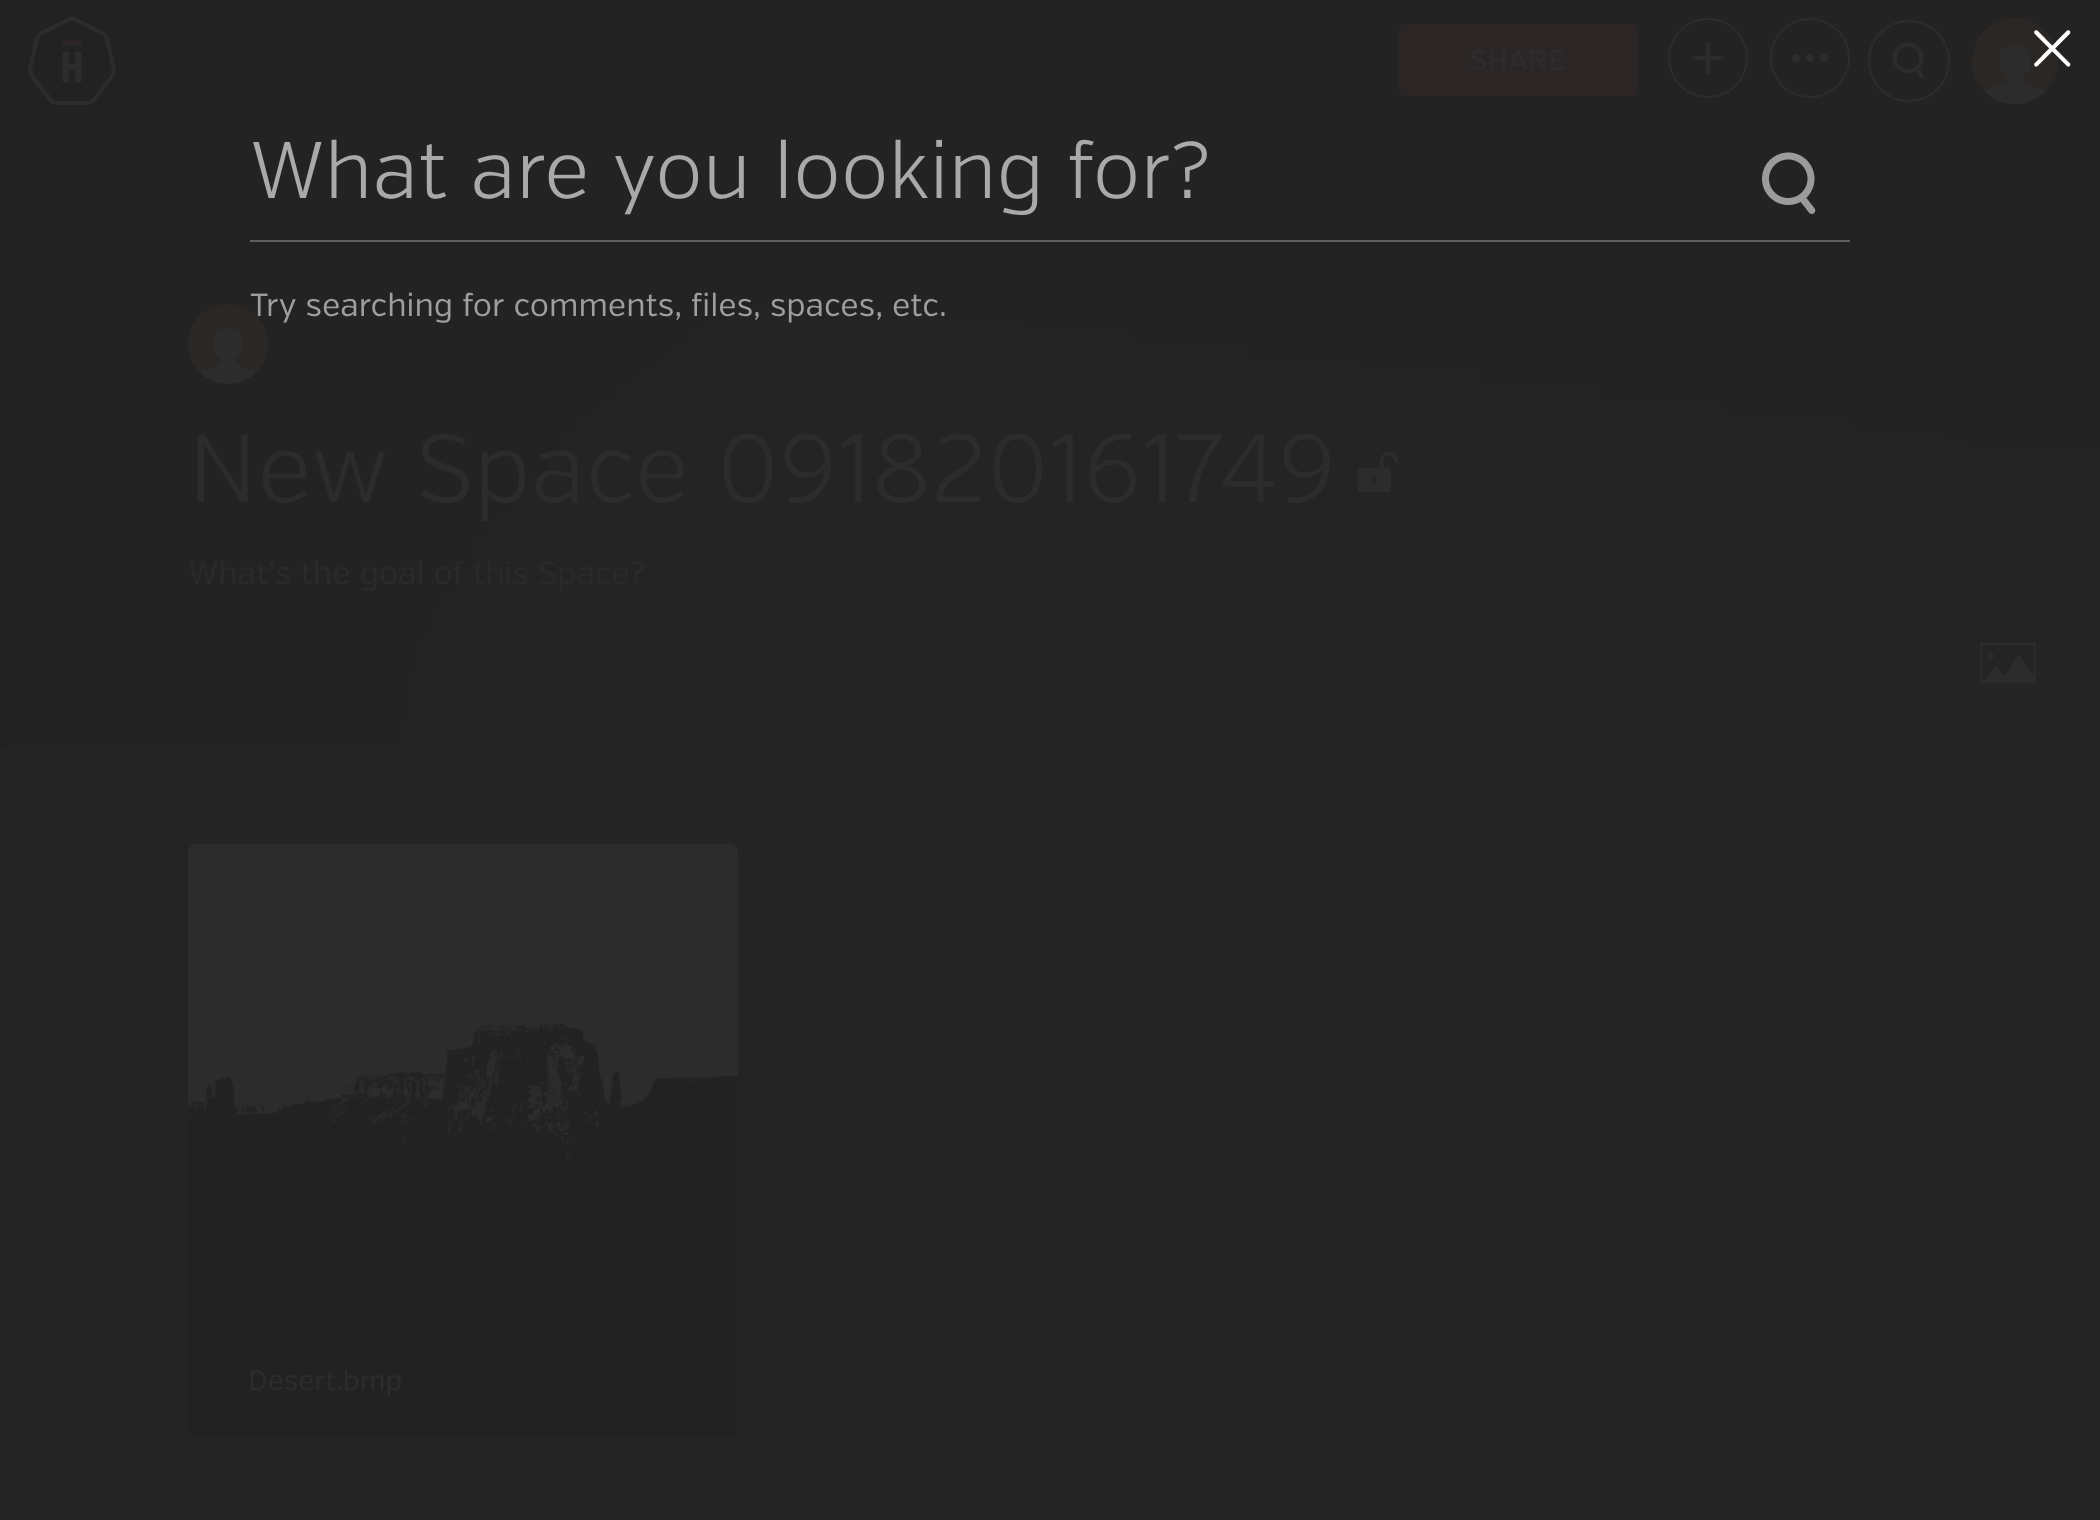 H
SHARE
What are you looking for?
Try searching for comments, files, spaces, etc.
New Space 091820161749
What's the goal of this Space?
Desert.bmp